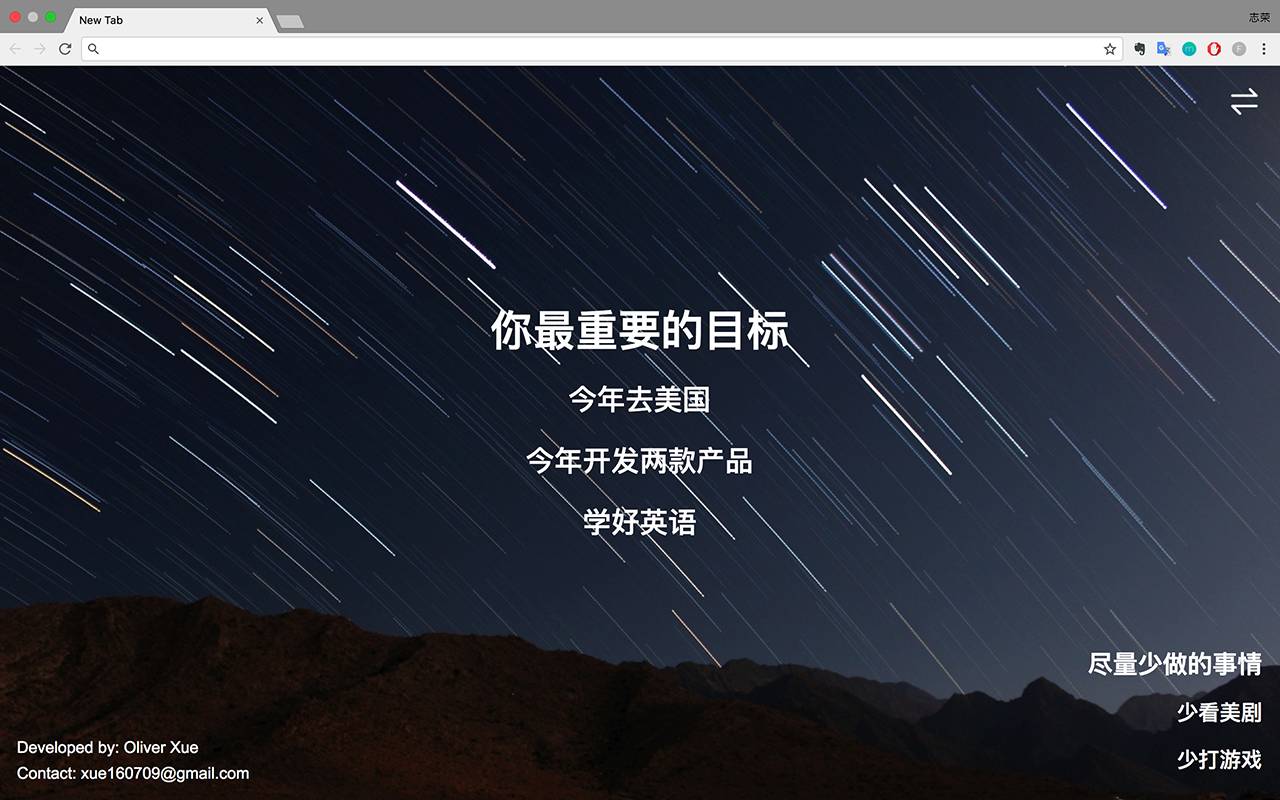 New Tab
志荣
你最重要的目标
今年去美国
今年开发两款产品
学好英语
尽量少做的事情
少看美剧
少打游戏
Developed by: Oliver Xue
Contact: xue160709@gmail.com